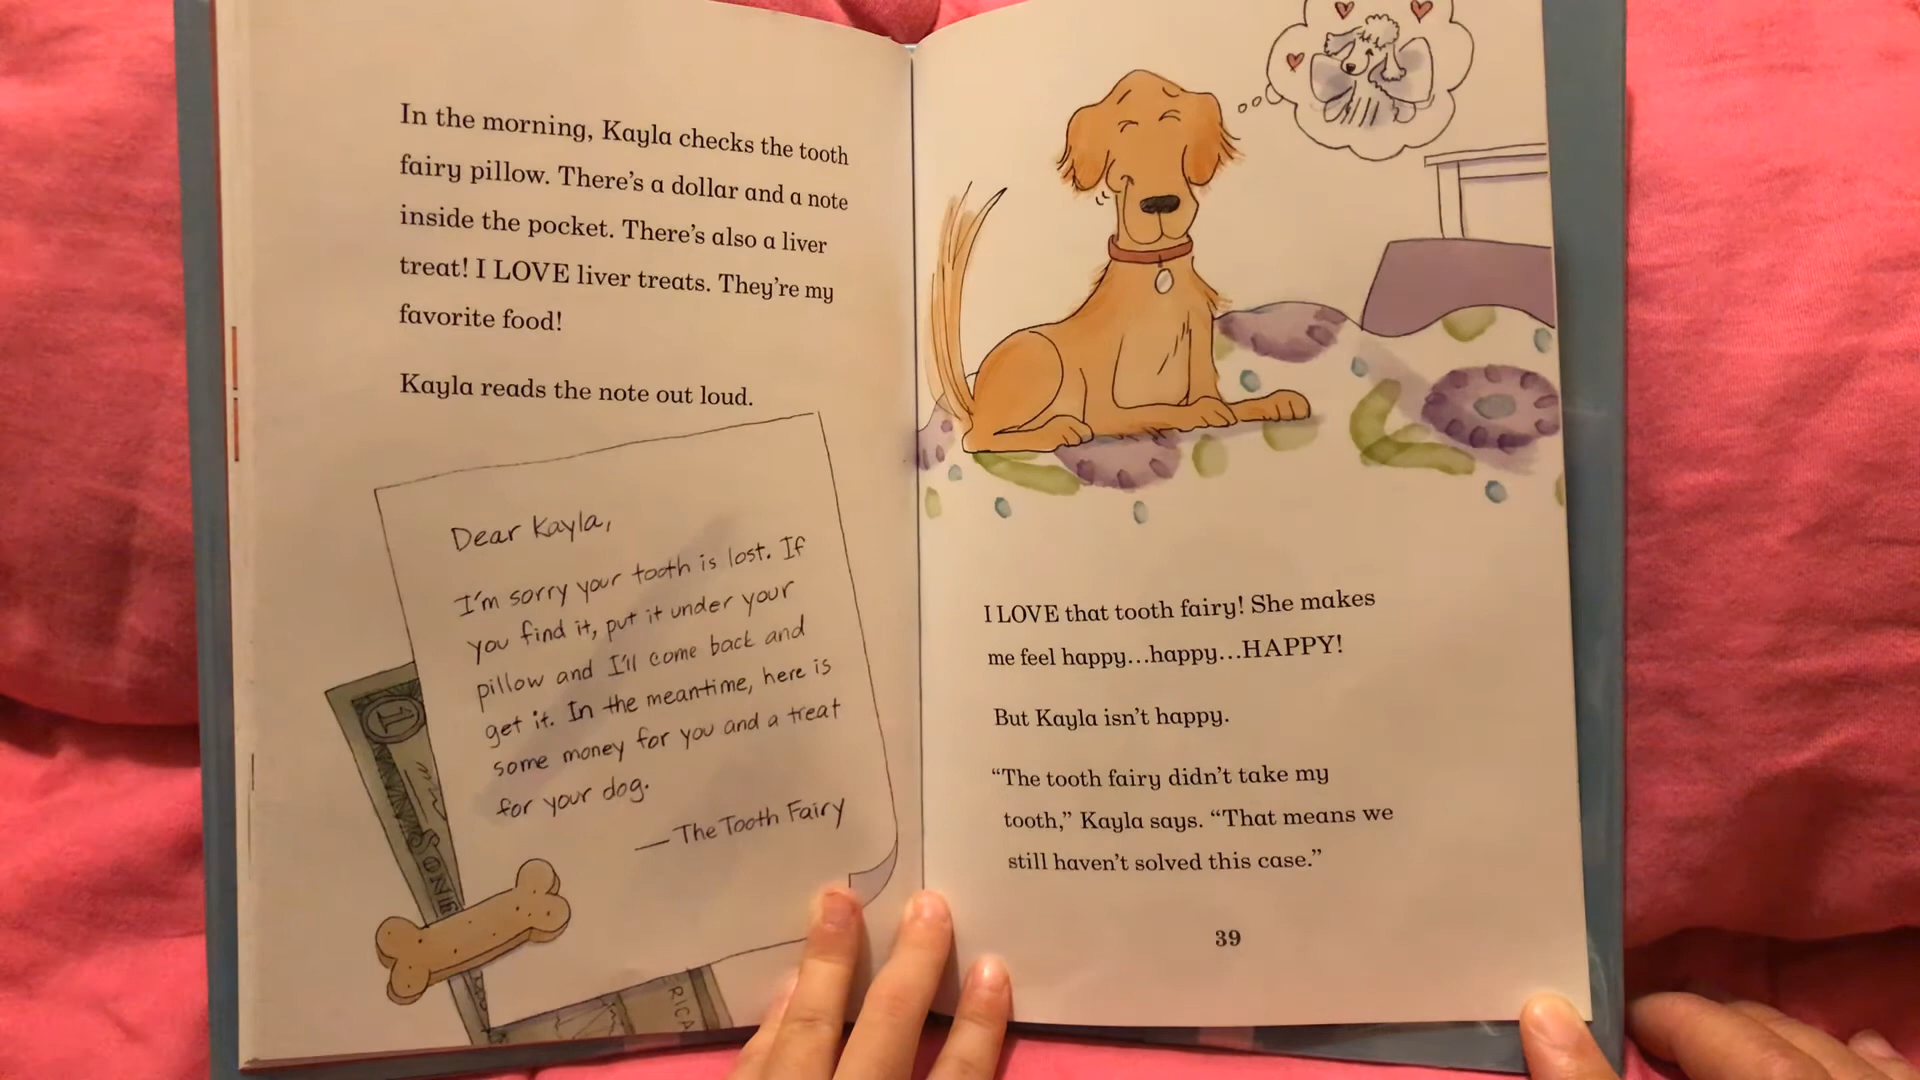 In the morning, Kayla checks the tooth
fairy pillow. There's a dollar and a note
inside the pocket. There's also a liver
treat! I LOVE liver treats. They're my
favorite food!
Kayla reads the note out loud.
Dear Kayla,
I'm sorry your tooth is lost. If
you find it, put it under your
pillow and I'll come back and
get it. In the meantime, here is
some money for you and a treat
for your dog.
—The Tooth Fairy
1
ONE
RICA
I LOVE that tooth fairy! She makes
me feel happy...happy...HAPPY!
But Kayla isn't happy.
“The tooth fairy didn't take my
tooth,” Kayla says. “That means we
still haven't solved this case.”
39